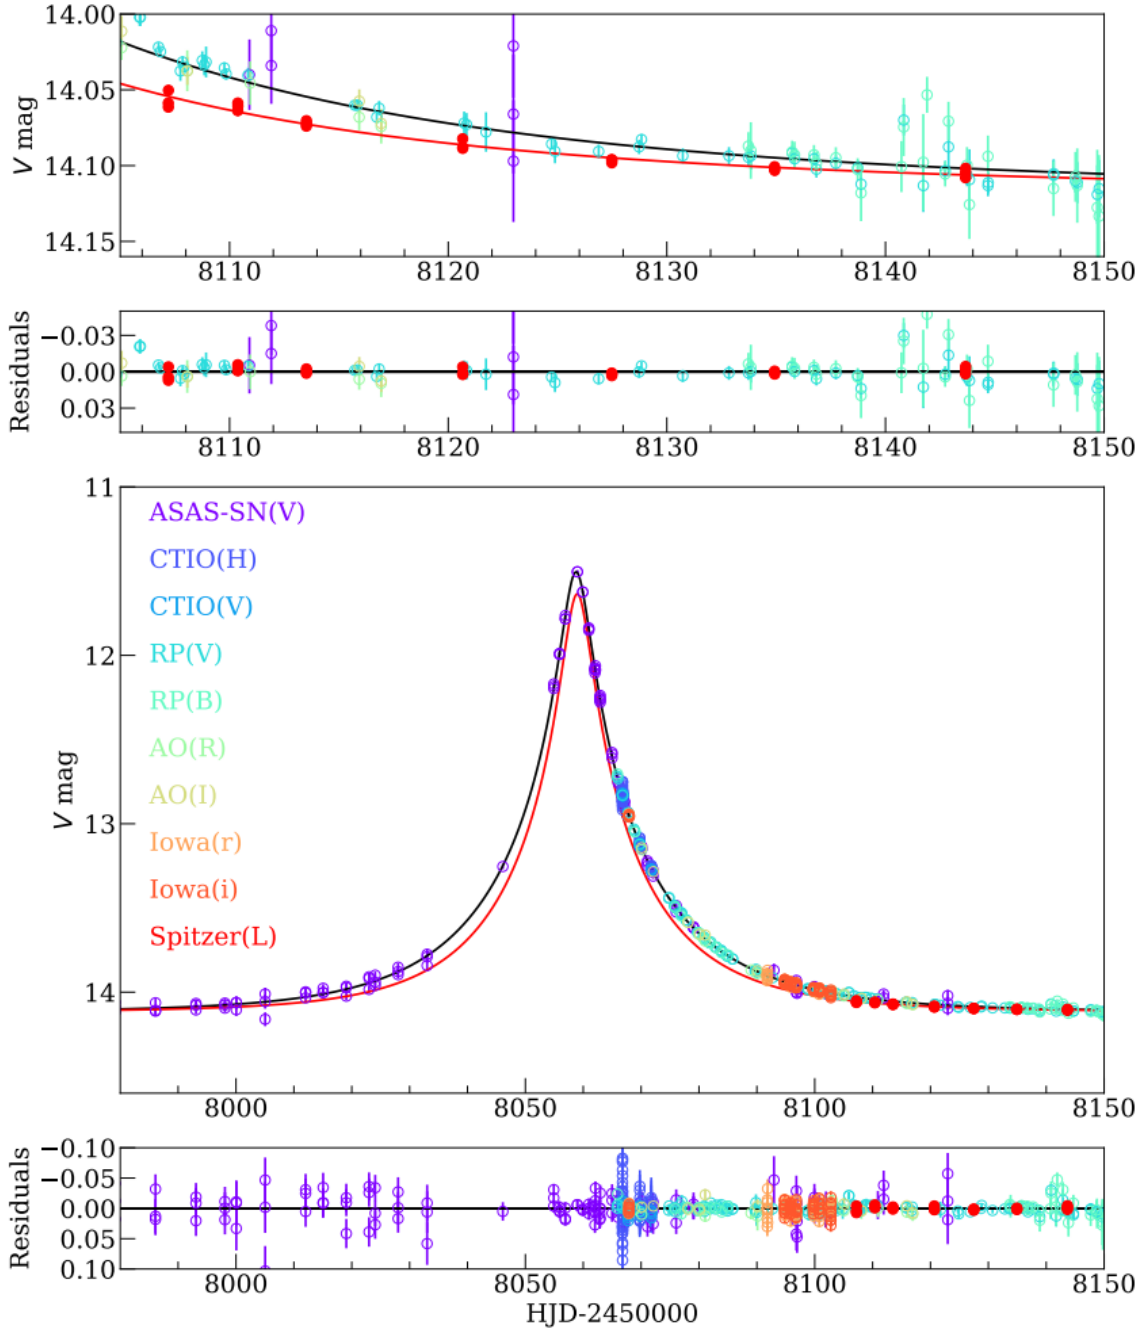 14.00
14.05
14.10
14.15
V mag
8110 8120 8130 8140 8150
−0.03
0.00
0.03
Residuals
8110 8120 8130 8140 8150
11
12
13
14
V mag
ASAS-SN(V)
CTIO(H)
CTIO(V)
RP(V)
RP(B)
AO(R)
AO(I)
Iowa(r)
Iowa(i)
Spitzer(L)
8000 8050 8100 8150
−0.10
−0.05
0.00
0.05
0.10
Residuals
8000 8050 8100 8150
HJD-2450000